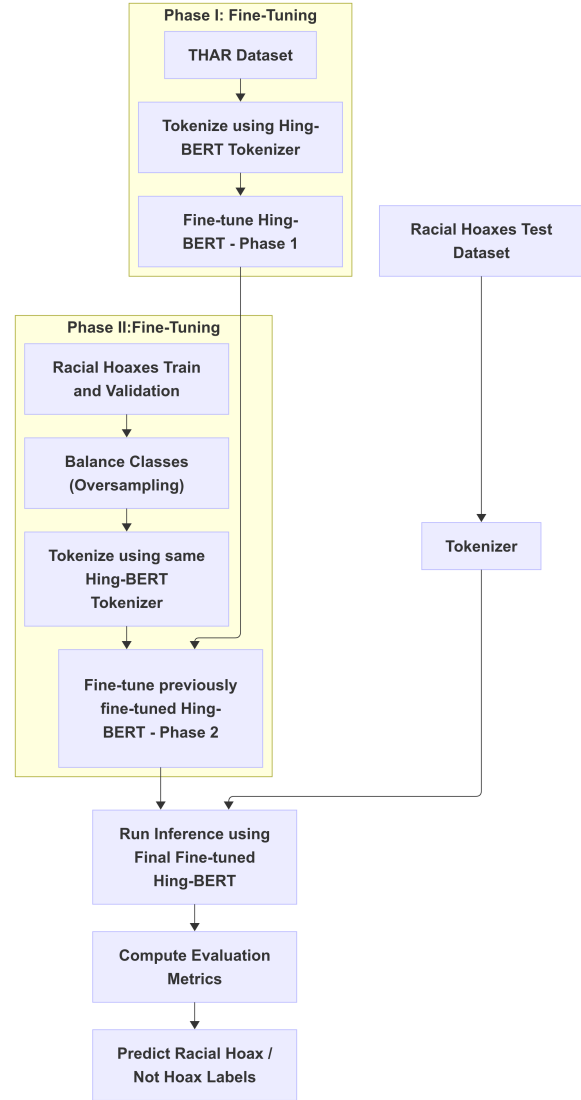 Phase I: Fine-Tuning
THAR Dataset
Tokenize using Hing-
BERT Tokenizer
Fine-tune Hing-
BERT - Phase 1
Racial Hoaxes Test
Dataset
Phase II:Fine-Tuning
Racial Hoaxes Train
and Validation
Balance Classes
(Oversampling)
Tokenize using same
Hing-BERT
Tokenizer
Tokenizer
Fine-tune previously
fine-tuned Hing-
BERT - Phase 2
Run Inference using
Final Fine-tuned
Hing-BERT
Compute Evaluation
Metrics
Predict Racial Hoax /
Not Hoax Labels